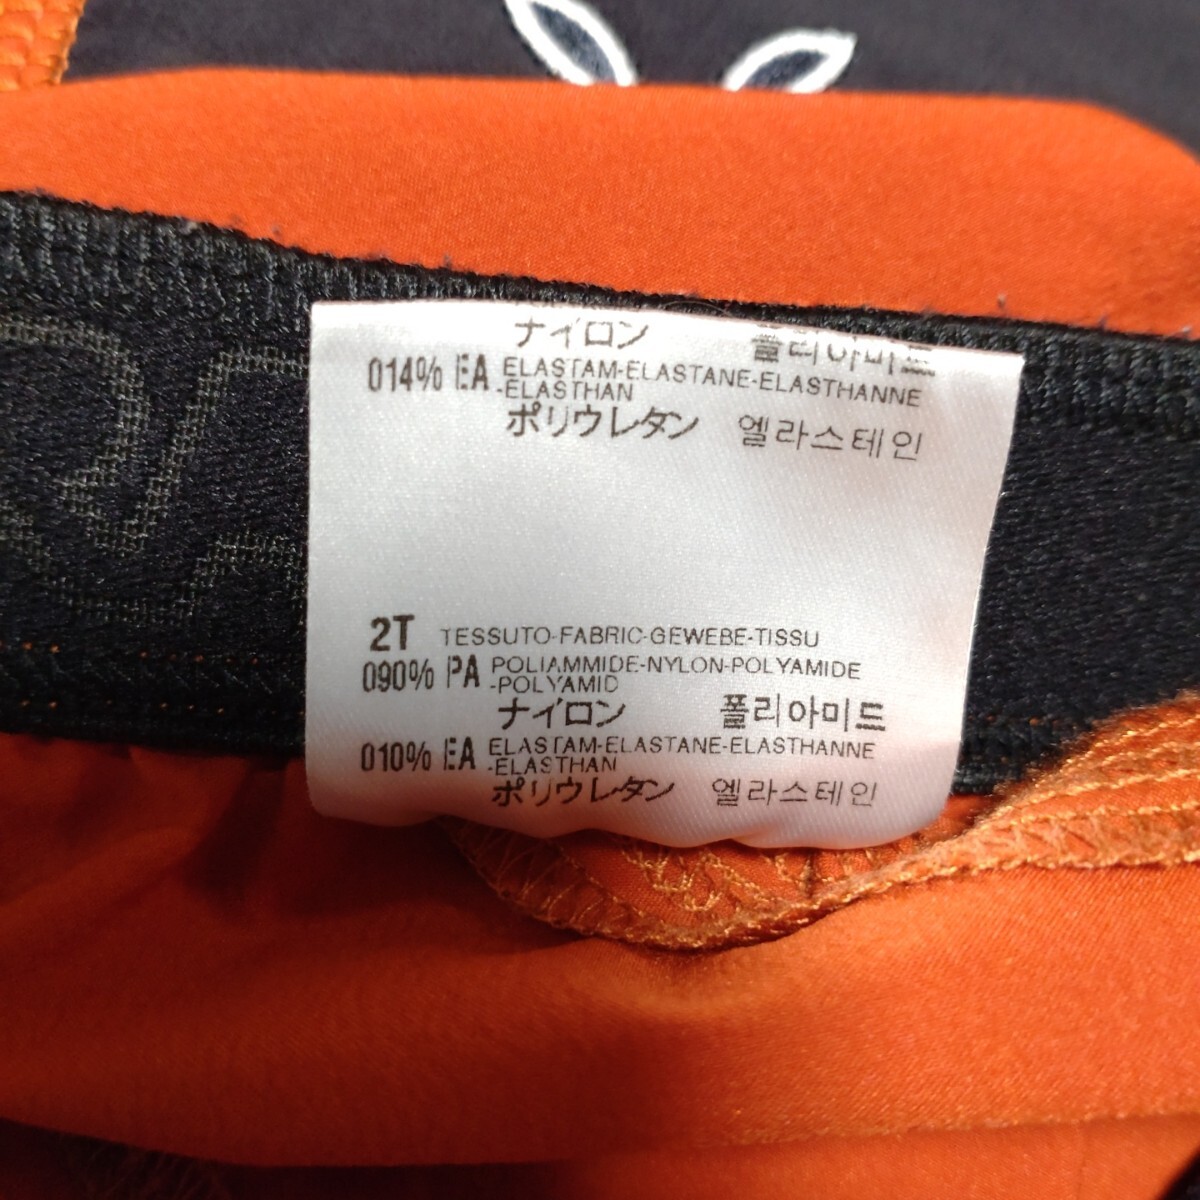 ナイロン 폴리아미드
014% EA ELASTAM-ELASTANE-ELASTHANNE
-ELASTHAN
ポリウレタン 엘라스테인
2T TESSUTO-FABRIC-GEWEBE-TISSU
090% PA POLIAMMIDE-NYLON-POLYAMIDE
-POLYAMID
ナイロン 폴리아미드
010% EA ELASTAM-ELASTANE-ELASTHANNE
-ELASTHAN
ポリウレタン 엘라스테인